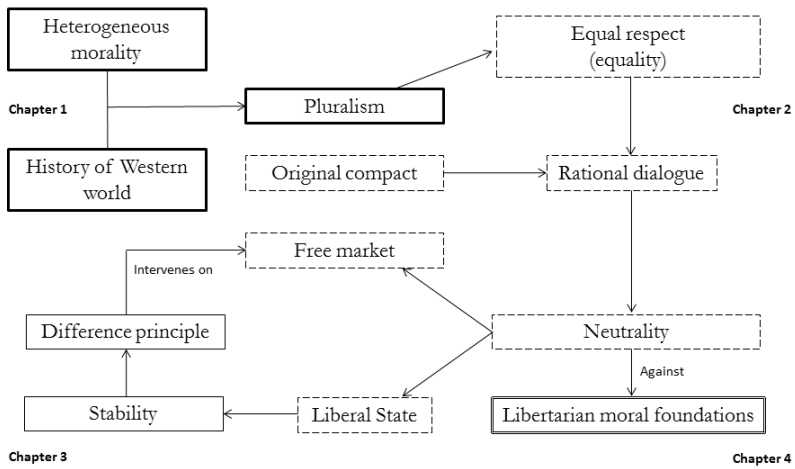 Heterogeneous
morality
Chapter 1
History of Western
world
Pluralism
Equal respect
(equality)
Chapter 2
Original compact
Rational dialogue
Free market
Intervenes on
Difference principle
Neutrality
Against
Stability
Liberal State
Libertarian moral foundations
Chapter 3
Chapter 4